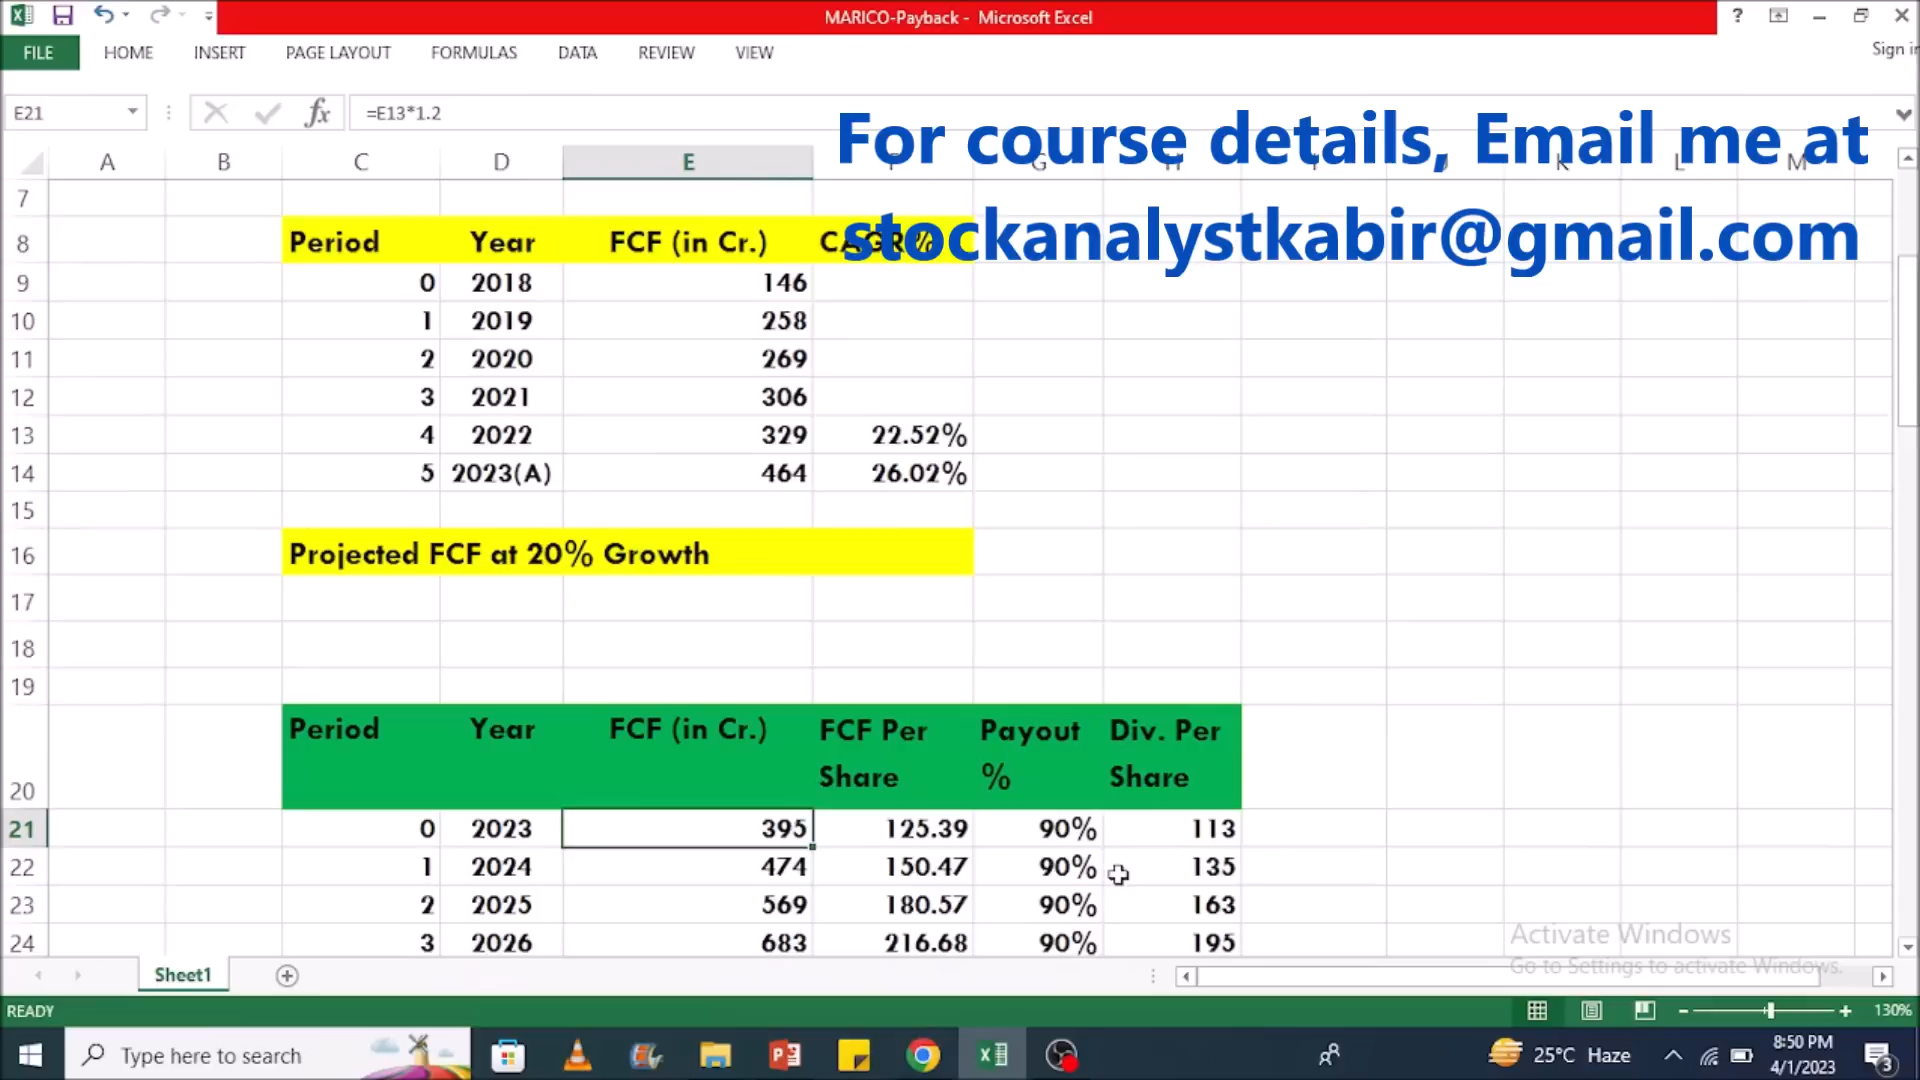 MARICO-Payback - Microsoft Excel
?
Sign in
FILE HOME INSERT PAGE LAYOUT FORMULAS DATA REVIEW VIEW
E21 fx =E13*1.2
For course details, Email me at
stockanalystkabir@gmail.com
A B C D E F G H I J K L M
7
8 Period Year FCF (in Cr.) CAGR%
9 0 2018 146
10 1 2019 258
11 2 2020 269
12 3 2021 306
13 4 2022 329 22.52%
14 5 2023(A) 464 26.02%
15
16 Projected FCF at 20% Growth
17
18
19
20 Period Year FCF (in Cr.) FCF Per Share Payout % Div. Per Share
21 0 2023 395 125.39 90% 113
22 1 2024 474 150.47 90% 135
23 2 2025 569 180.57 90% 163
24 3 2026 683 216.68 90% 195
Activate Windows
Go to Settings to activate Windows.
Sheet1
READY 130%
Type here to search 25°C Haze 8:50 PM
4/1/2023
3